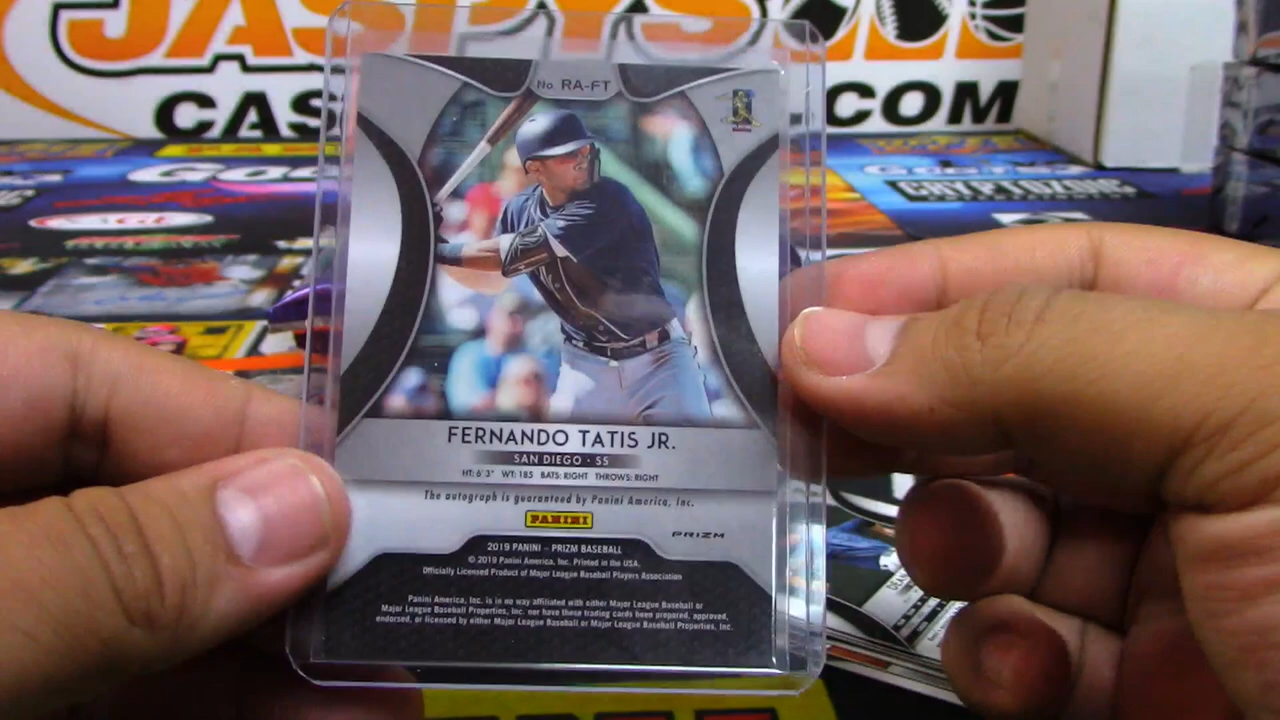 JASPYS
CAS
.COM
No. RA-FT
FERNANDO TATIS JR.
SAN DIEGO · SS
HT: 6'3" WT: 185 BATS: RIGHT THROWS: RIGHT
The autograph is guaranteed by Panini America, Inc.
PANINI
PRIZM
2019 PANINI – PRIZM BASEBALL
© 2019 Panini America, Inc. Printed in the USA.
Officially Licensed Product of Major League Baseball Players Association
Panini America, Inc. is in no way affiliated with either Major League Baseball or
Major League Baseball Properties, Inc. nor have these trading cards been prepared, approved,
endorsed, or licensed by either Major League Baseball or Major League Baseball Properties, Inc.
CRYPTOZOIC